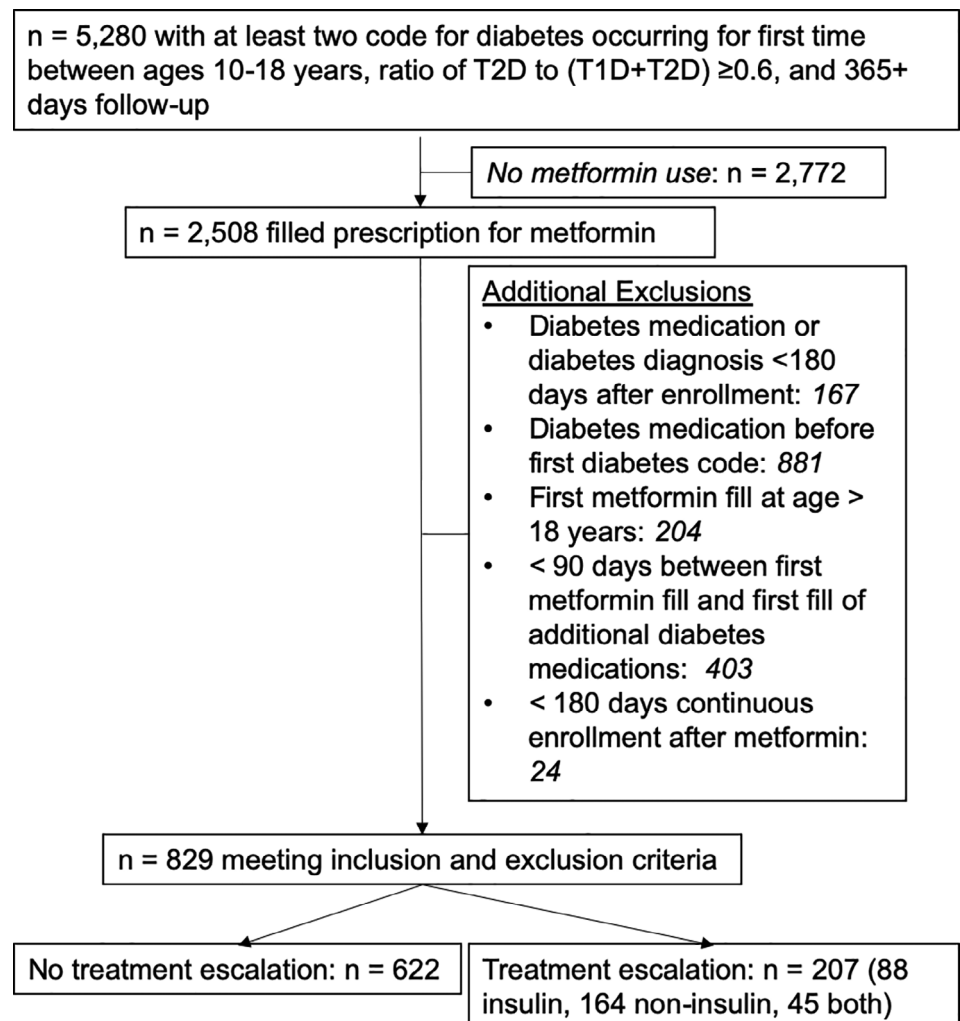 n = 5,280 with at least two code for diabetes occurring for first time
between ages 10-18 years, ratio of T2D to (T1D+T2D) ≥0.6, and 365+
days follow-up
No metformin use: n = 2,772
n = 2,508 filled prescription for metformin
Additional Exclusions
• Diabetes medication or
diabetes diagnosis <180
days after enrollment: 167
• Diabetes medication before
first diabetes code: 881
• First metformin fill at age >
18 years: 204
• < 90 days between first
metformin fill and first fill of
additional diabetes
medications: 403
• < 180 days continuous
enrollment after metformin:
24
n = 829 meeting inclusion and exclusion criteria
No treatment escalation: n = 622
Treatment escalation: n = 207 (88
insulin, 164 non-insulin, 45 both)